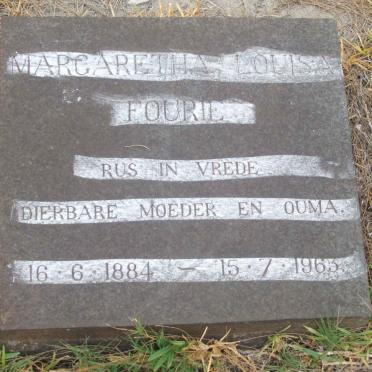 MARGARETHA LOUISA
FOURIE
RUS IN VREDE
DIERBARE MOEDER EN OUMA.
16·6·1884 – 15·7·1963